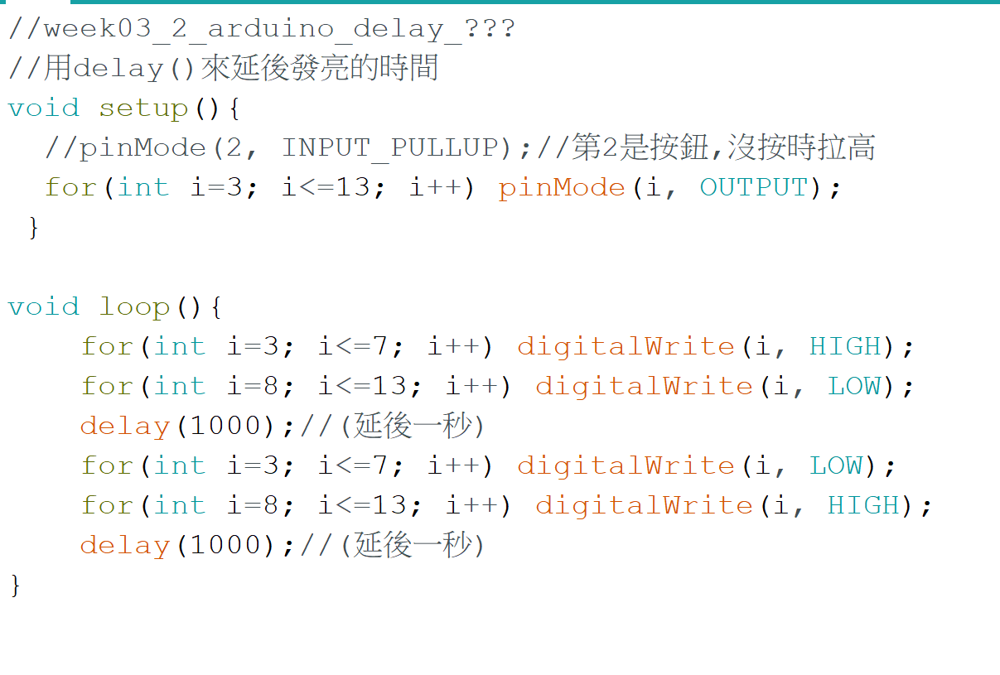 //week03_2_arduino_delay_???
//用delay()來延後發亮的時間
void setup(){
  //pinMode(2, INPUT_PULLUP);//第2是按鈕,沒按時拉高
  for(int i=3; i<=13; i++) pinMode(i, OUTPUT);
 }
void loop(){
    for(int i=3; i<=7; i++) digitalWrite(i, HIGH);
    for(int i=8; i<=13; i++) digitalWrite(i, LOW);
    delay(1000);//(延後一秒)
    for(int i=3; i<=7; i++) digitalWrite(i, LOW);
    for(int i=8; i<=13; i++) digitalWrite(i, HIGH);
    delay(1000);//(延後一秒)
}